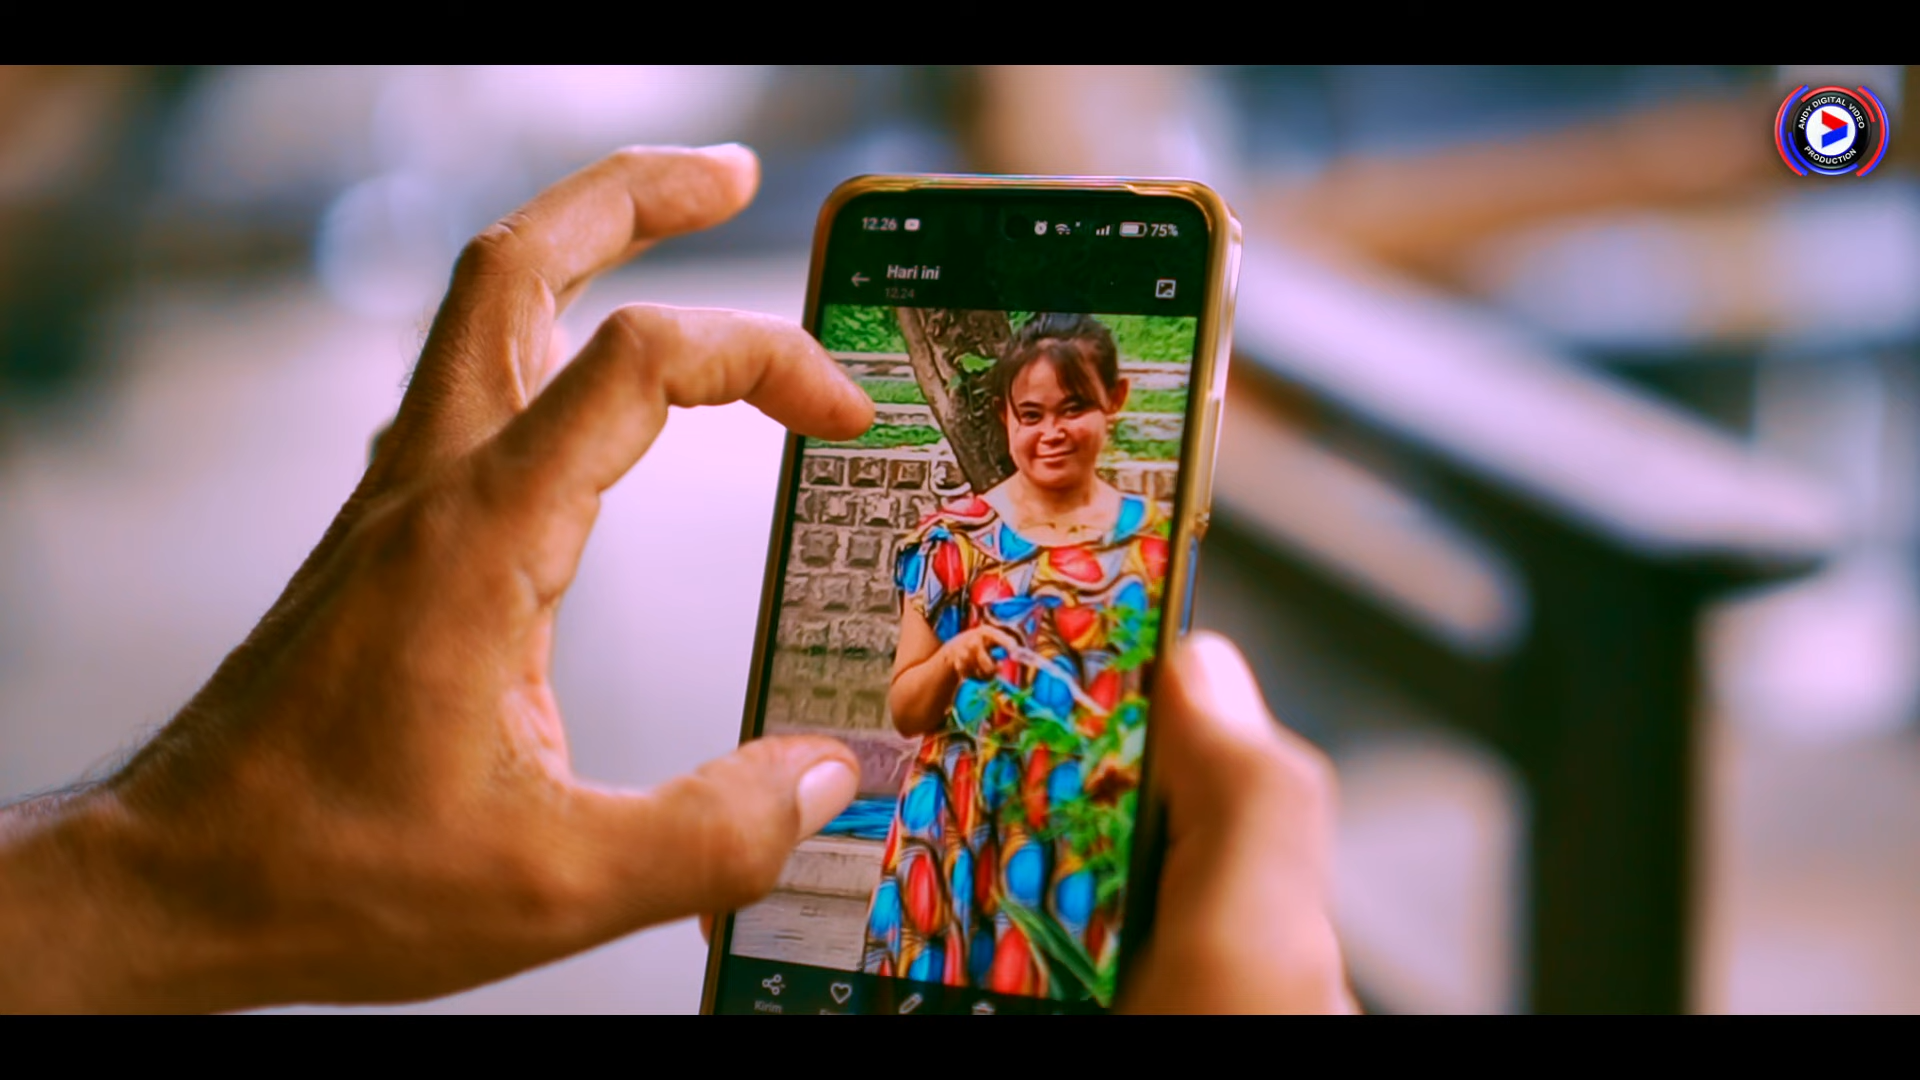 ANDY DIGITAL VIDEO
PRODUCTION
12.26
75%
Hari ini
12.24
Kirim